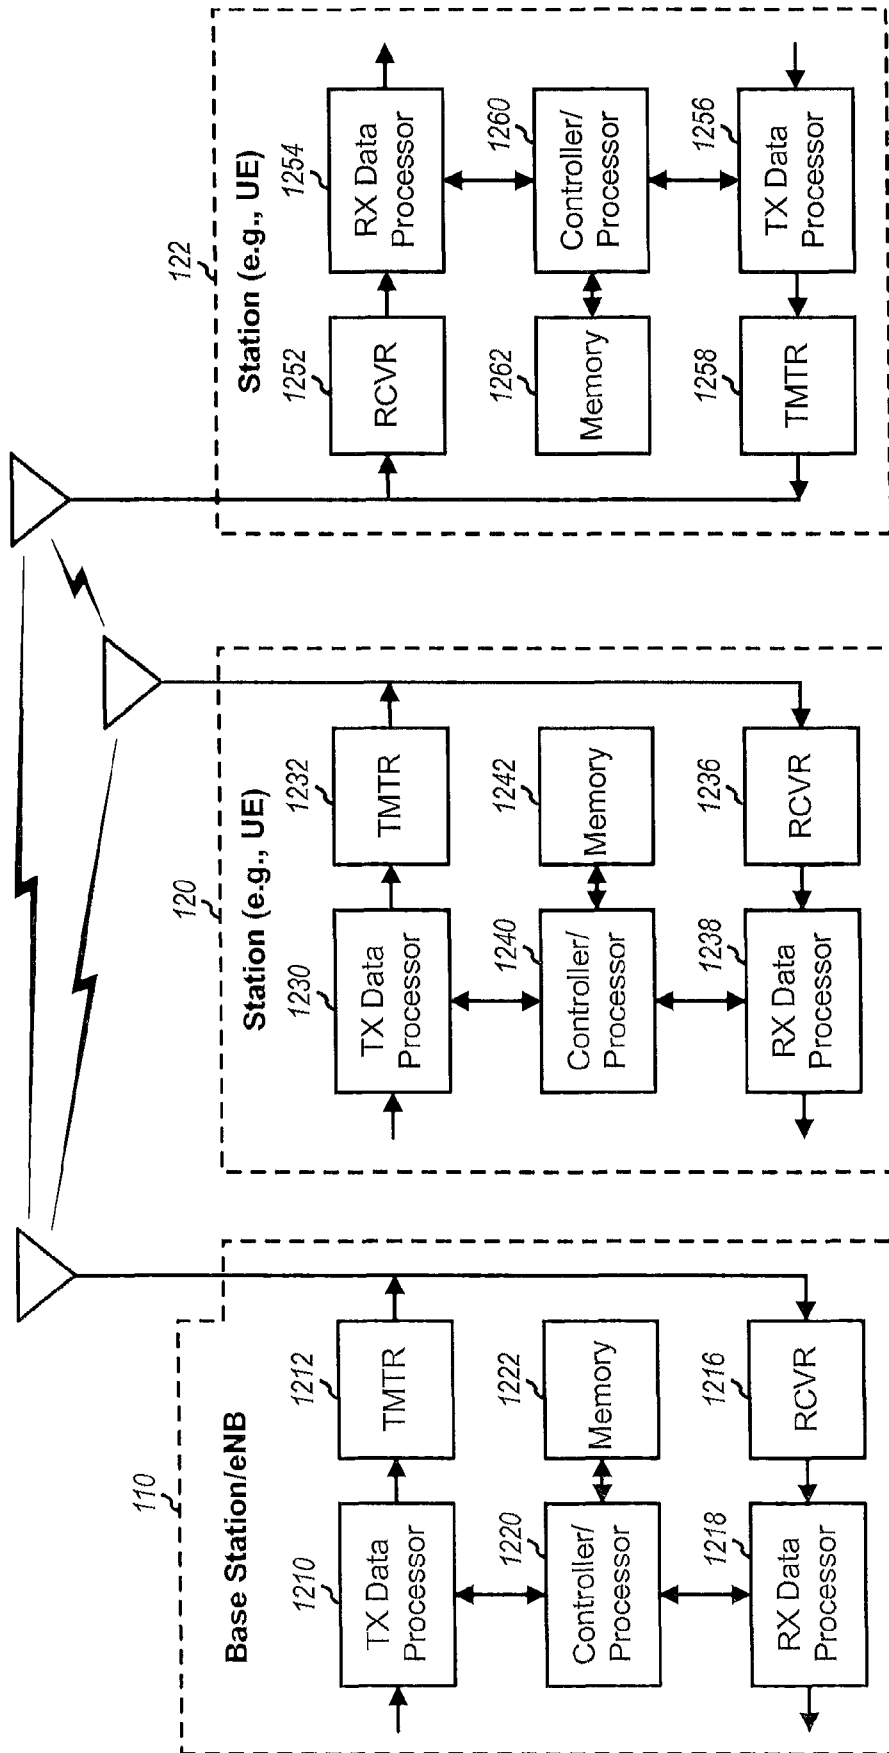 110
Base Station/eNB
1210
TX Data
Processor
1212
TMTR
1220
Controller/
Processor
1222
Memory
1218
RX Data
Processor
1216
RCVR
120
Station (e.g., UE)
1230
TX Data
Processor
1232
TMTR
1240
Controller/
Processor
1242
Memory
1238
RX Data
Processor
1236
RCVR
122
Station (e.g., UE)
1252
RCVR
1254
RX Data
Processor
1262
Memory
1260
Controller/
Processor
1258
TMTR
1256
TX Data
Processor